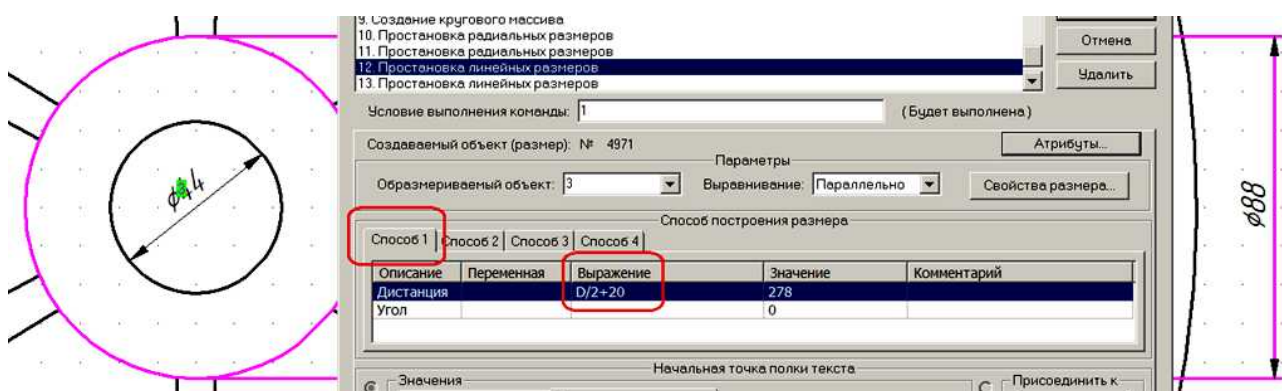 9. Создание кругового массива
10. Простановка радиальных размеров
11. Простановка радиальных размеров
12. Простановка линейных размеров
13. Простановка линейных размеров
Отмена
Удалить
Условие выполнения команды: 1 (Будет выполнена)
Создаваемый объект (размер): № 4971 Атрибуты...
Параметры
Образмериваемый объект: 3 Выравнивание: Параллельно Свойства размера...
Способ построения размера
Способ 1 Способ 2 Способ 3 Способ 4
Описание Переменная Выражение Значение Комментарий
Дистанция D/2+20 278
Угол 0
Начальная точка полки текста
Значения Присоединить к
⌀44
⌀88